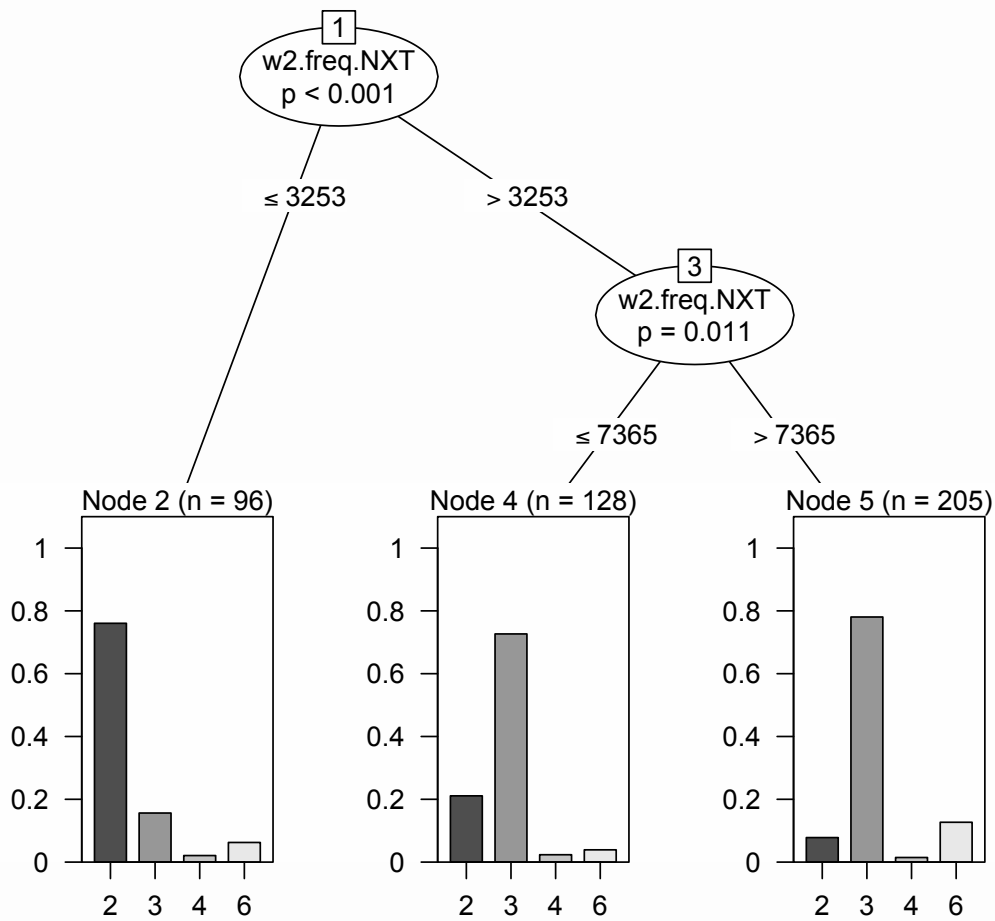 1
w2.freq.NXT
p < 0.001
≤ 3253
> 3253
3
w2.freq.NXT
p = 0.011
≤ 7365
> 7365
Node 2 (n = 96)
1
0.8
0.6
0.4
0.2
0
2 3 4 6
Node 4 (n = 128)
1
0.8
0.6
0.4
0.2
0
2 3 4 6
Node 5 (n = 205)
1
0.8
0.6
0.4
0.2
0
2 3 4 6